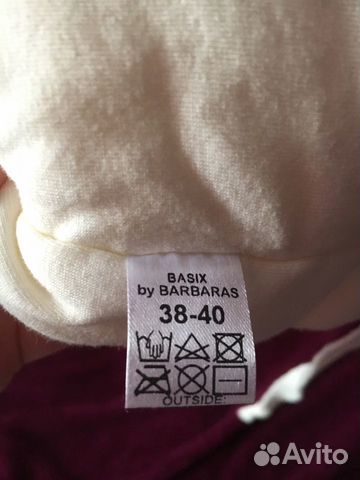 BASIX
by BARBARAS
38-40
OUTSIDE:
Avito